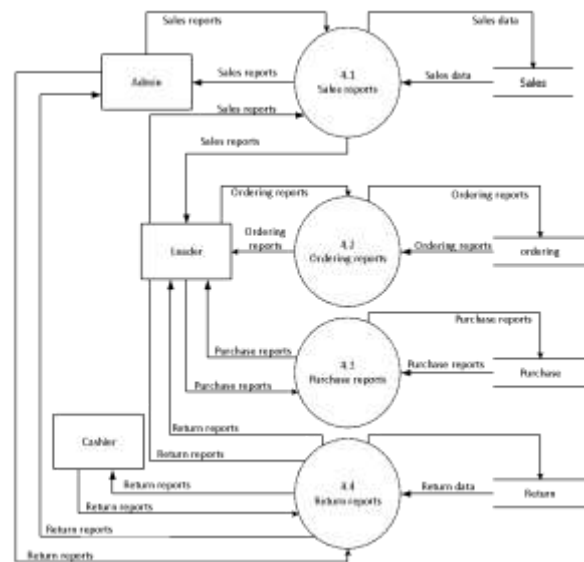 Sales reports
Sales data
4.1
Sales reports
Admin
Sales reports
Sales data
Sales
Sales reports
Sales reports
Ordering reports
Ordering reports
4.2
Ordering reports
Leader
Ordering
reports
Ordering reports
ordering
Purchase reports
4.3
Purchase reports
Purchase reports
Purchase reports
Purchase
Purchase reports
Return reports
Cashier
Return reports
4.4
Return reports
Return reports
Return data
Return
Return reports
Return reports
Return reports